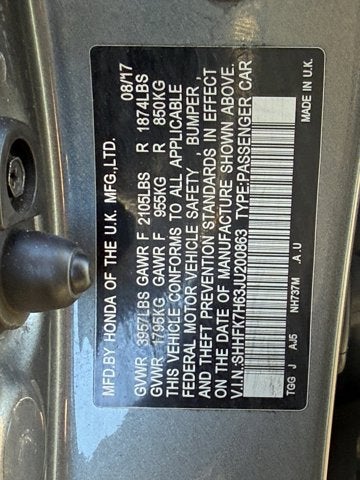 MFD.BY HONDA OF THE U.K. MFG.,LTD. 08/17
GVWR 3957LBS GAWR F 2105LBS R 1874LBS
GVWR 1795KG GAWR F 955KG R 850KG
THIS VEHICLE CONFORMS TO ALL APPLICABLE
FEDERAL MOTOR VEHICLE SAFETY , BUMPER ,
AND THEFT PREVENTION STANDARDS IN EFFECT
ON THE DATE OF MANUFACTURE SHOWN ABOVE.
V.I.N.:SHHFK7H63JU200863 TYPE:PASSENGER CAR
TGG J AJ5 NH737M .A .U MADE IN U.K.